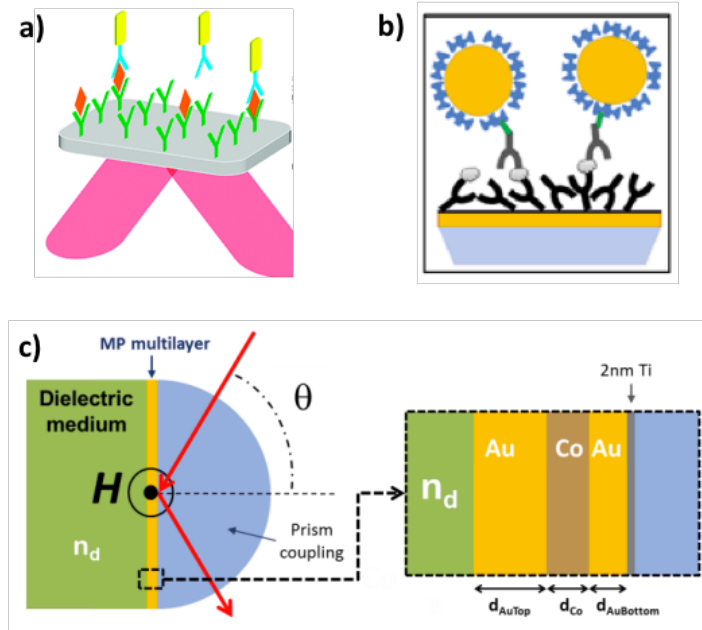 a)
b)
c)
MP multilayer
Dielectric
medium
θ
H
n_d
Prism
coupling
2nm Ti
Au
Co
Au
n_d
d_AuTop
d_Co
d_AuBottom